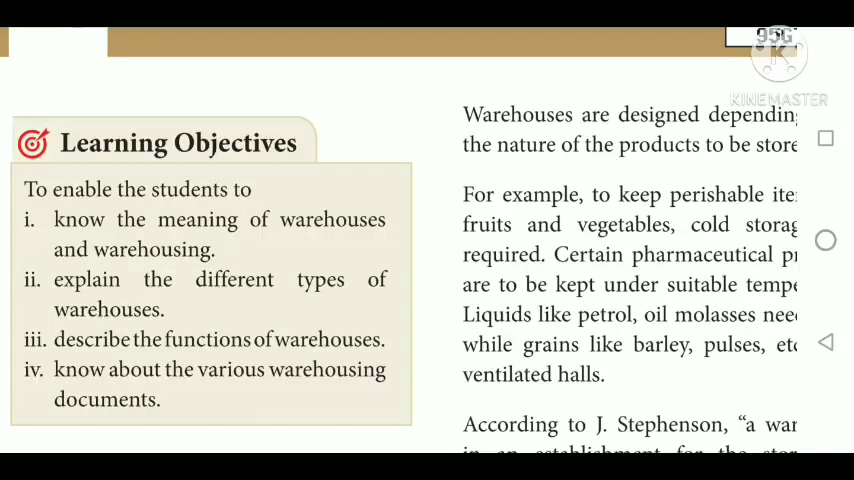 KINEMASTER
Learning Objectives
To enable the students to
i. know the meaning of warehouses
and warehousing.
ii. explain the different types of
warehouses.
iii. describe the functions of warehouses.
iv. know about the various warehousing
documents.
Warehouses are designed
the nature of the products to be
For example, to keep perishable
fruits and vegetables, cold
required. Certain pharmaceutical
are to be kept under suitable
Liquids like petrol, oil molasses
while grains like barley, pulses,
ventilated halls.
According to J. Stephenson, “a